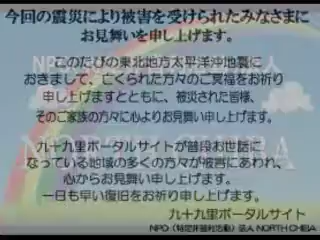 今回の震災により被害を受けられたみなさまに
お見舞いを申し上げます。
このたびの東北地方太平洋沖地震に
おきまして、亡くられた方々のご冥福をお祈り
申し上げますとともに、被災された皆様、
そのご家族の方々に心よりお見舞い申し上げます。
九十九里ポータルサイトが普段お世話に
なっている地域の多くの方々が被害にあわれ、
心からお見舞い申し上げます。
一日も早い復旧をお祈り申し上げます。
九十九里ポータルサイト
NPO（特定非営利活動）法人 NORTH CHIBA